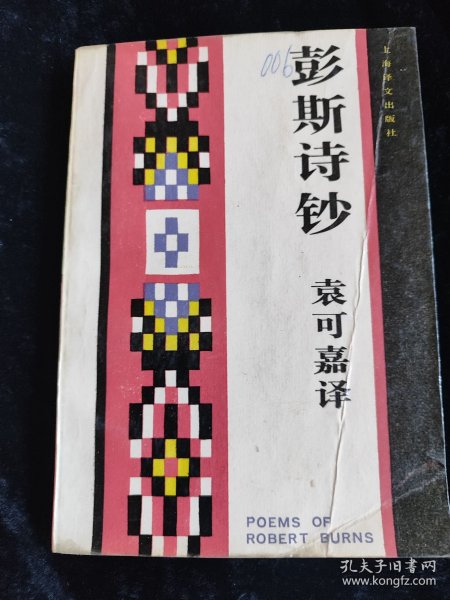 上海译文出版社
006
彭斯诗钞
袁可嘉译
POEMS OF
ROBERT BURNS
孔夫子旧书网
www.kongfz.com